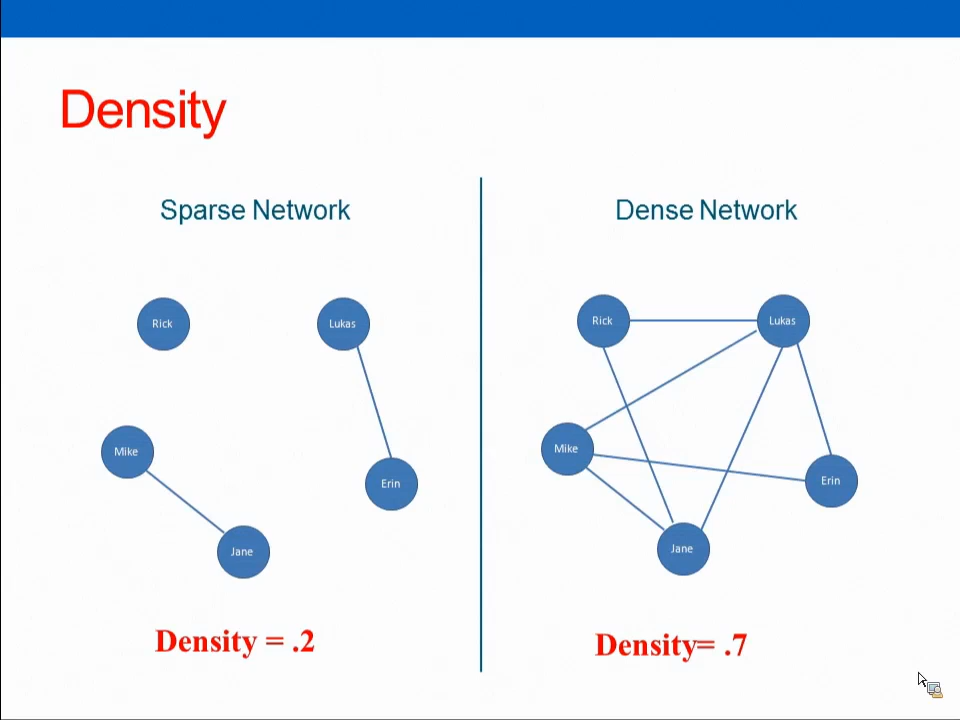 Density
Sparse Network
Rick
Lukas
Mike
Erin
Jane
Density = .2
Dense Network
Rick
Lukas
Mike
Erin
Jane
Density= .7